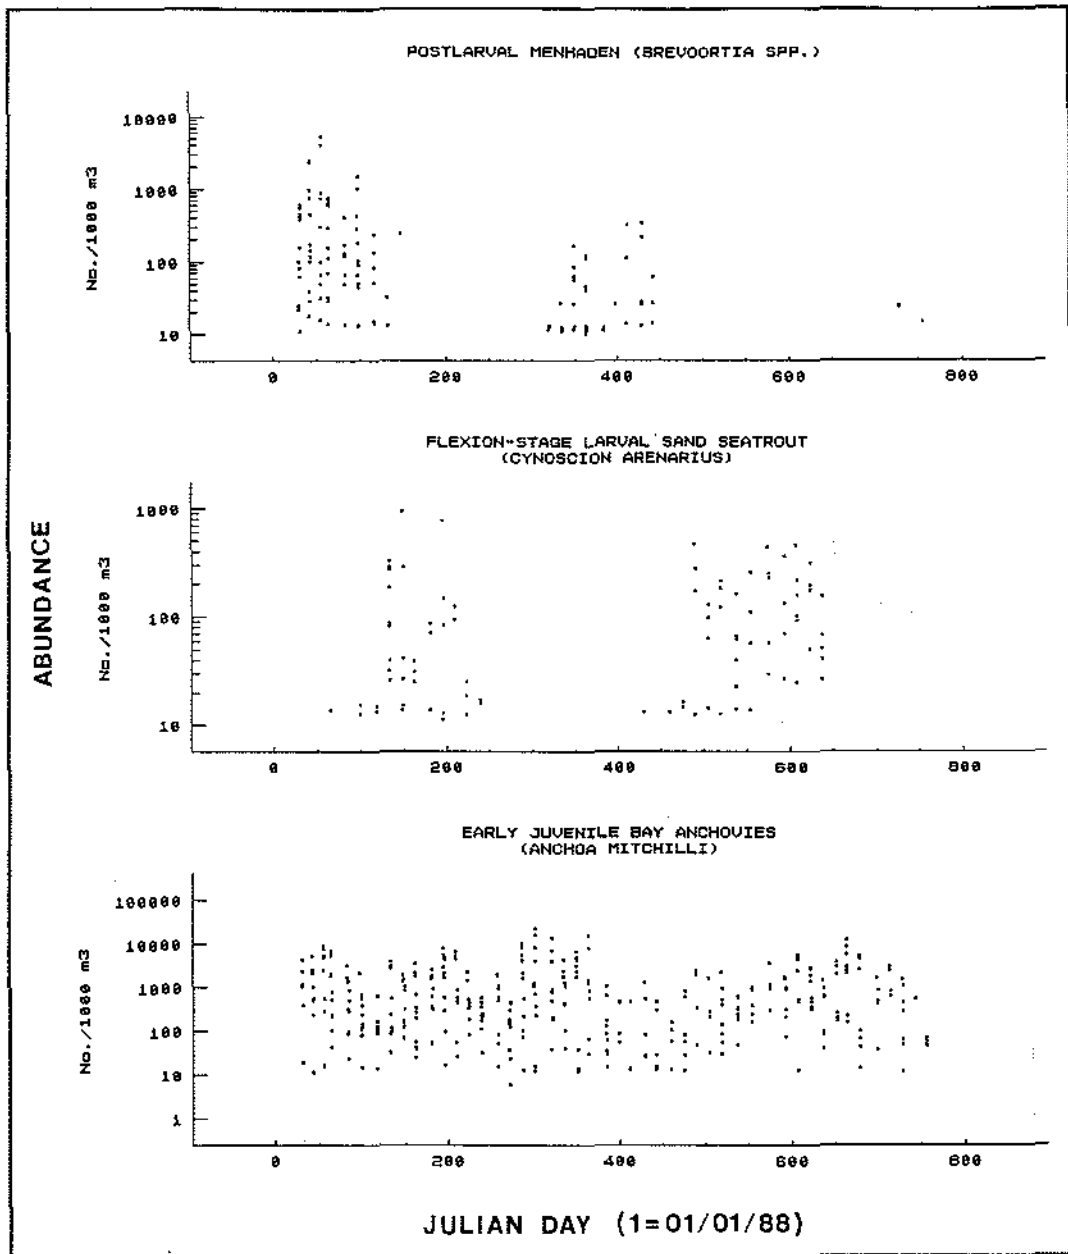 POSTLARVAL MENHADEN (BREVOORTIA SPP.)
10000
1000
100
10
No./1000 m3
0 200 400 600 800
FLEXION-STAGE LARVAL SAND SEATROUT
(CYNOSCION ARENARIUS)
1000
100
10
No./1000 m3
0 200 400 600 800
ABUNDANCE
EARLY JUVENILE BAY ANCHOVIES
(ANCHOA MITCHILLI)
100000
10000
1000
100
10
1
No./1000 m3
0 200 400 600 800
JULIAN DAY (1=01/01/88)